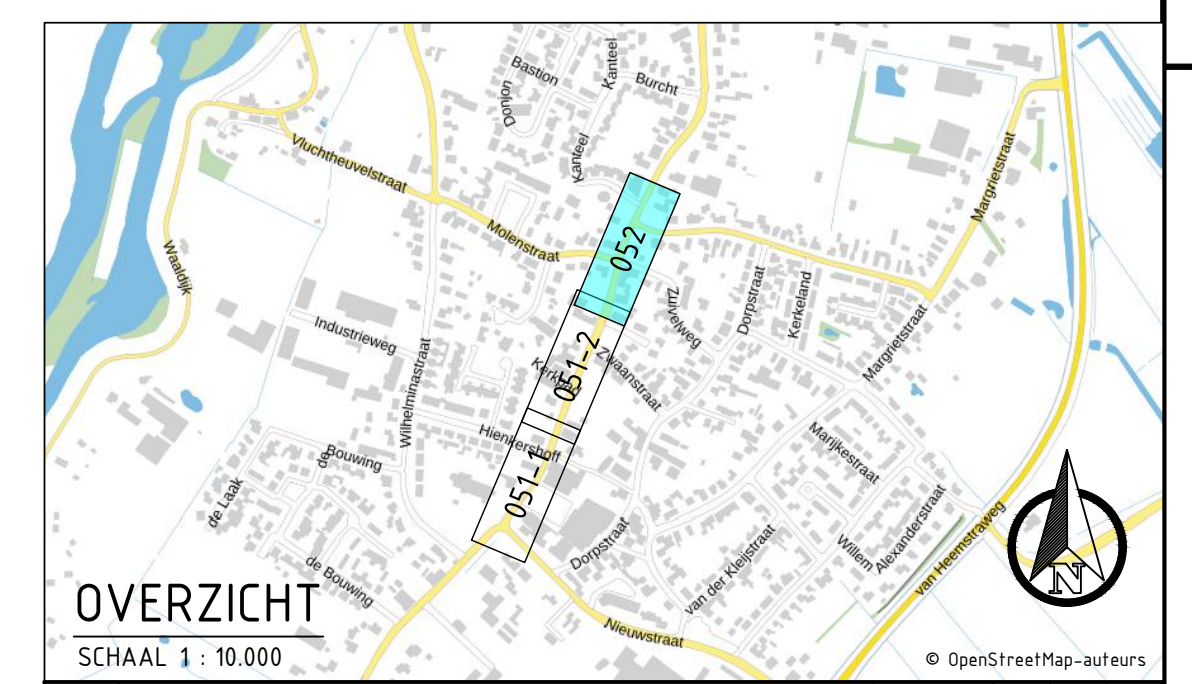 Kanteel
Bastion
Burcht
Donjon
Kanteel
Vluchtheuvelstraat
Margrietstraat
Molenstraat
052
Waaldijk
Zuivelweg
Dorpstraat
Kerkeland
Industrieweg
Margrietstraat
051-2
Zwaanstraat
Wilhelminastraat
Hienkershoff
Marijkestraat
de Bouwing
051-1
de Laak
Alexanderstraat
Willem
van Heemstraweg
Dorpstraat
van der Kleijstraat
de Bouwing
N
OVERZICHT
Nieuwstraat
SCHAAL 1 : 10.000
© OpenStreetMap-auteurs